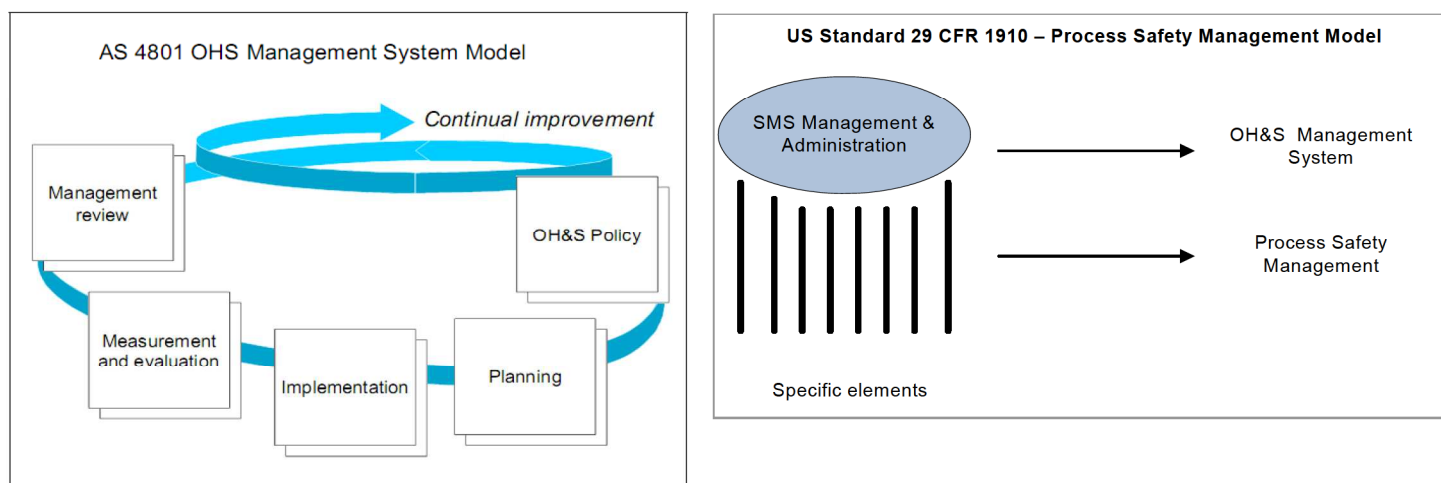 AS 4801 OHS Management System Model
Continual improvement
Management
review
OH&S Policy
Measurement
and evaluation
Implementation
Planning
US Standard 29 CFR 1910 – Process Safety Management Model
SMS Management &
Administration
OH&S Management
System
Process Safety
Management
Specific elements